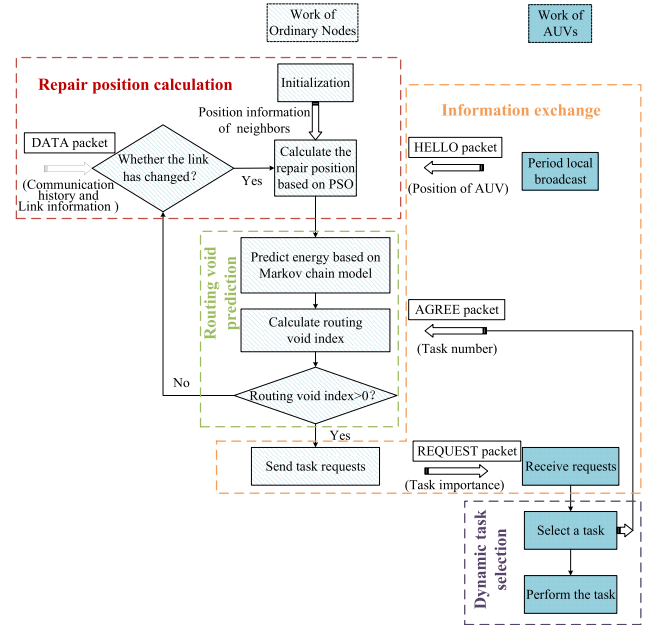 Work of
Ordinary Nodes
Work of
AUVs
Repair position calculation
Initialization
Position information
of neighbors
Information exchange
DATA packet
Whether the link
has changed?
Yes
Calculate the
repair position
based on PSO
(Communication
history and
Link information )
HELLO packet
(Position of AUV)
Period local
broadcast
Routing void
prediction
Predict energy based on
Markov chain model
Calculate routing
void index
AGREE packet
(Task number)
No
Routing void index>0?
Yes
Send task requests
REQUEST packet
(Task importance)
Receive requests
Dynamic task
selection
Select a task
Perform the task